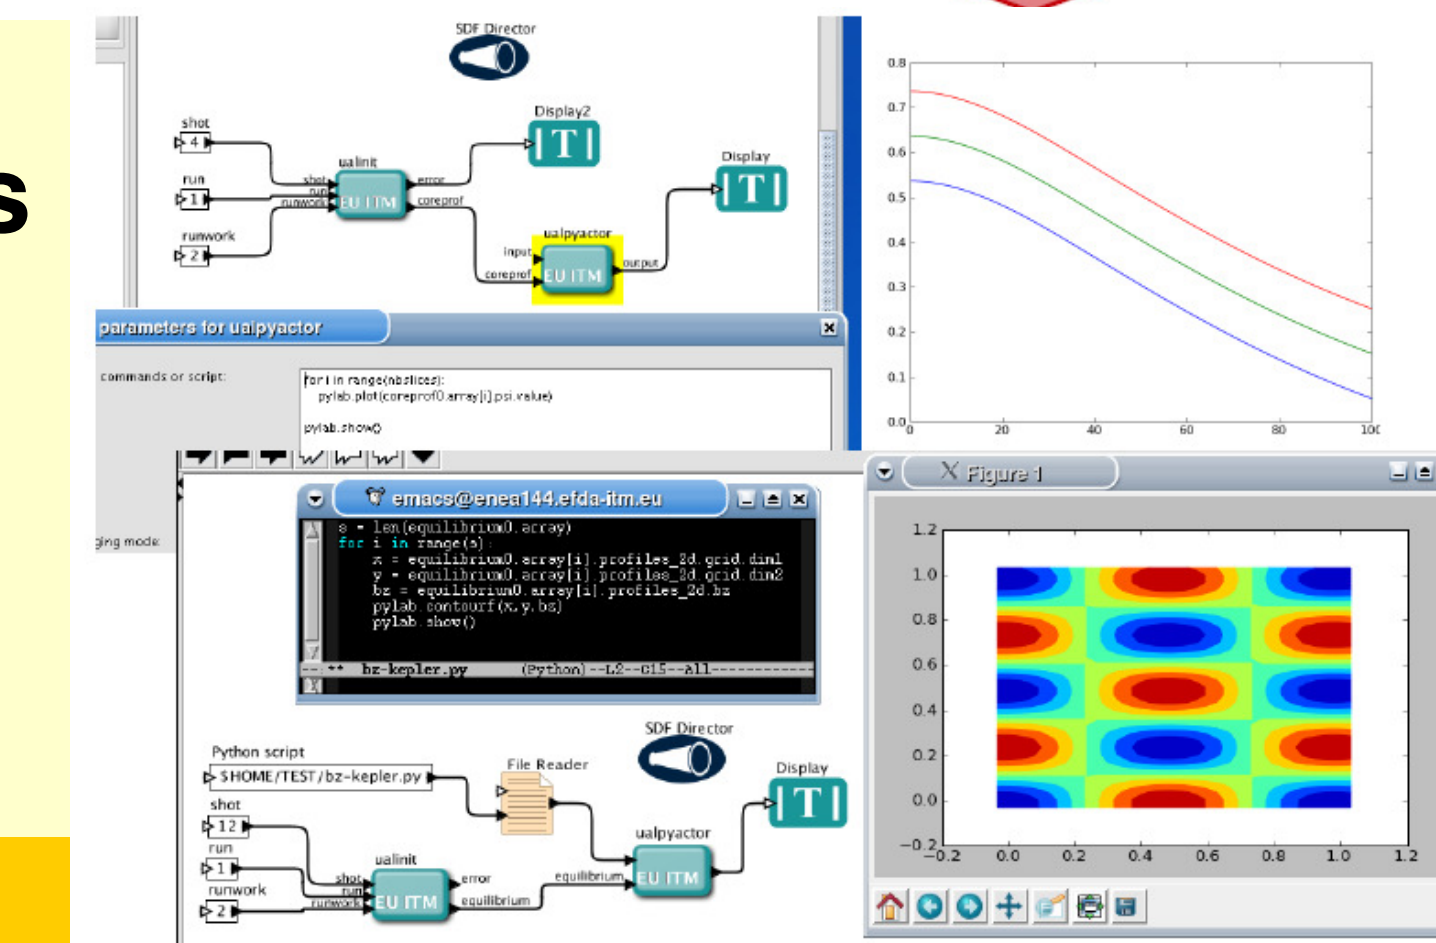 s
SDF Director
Display2
shot
4
ualinit
Display
run
shot
error
1
run
EU ITM
runwork
coreprof
runwork
2
ualpyactor
input
output
coreprof
EU ITM
parameters for ualpyactor
commands or script:
for i in range(nbslices):
pylab.plot(coreprof0.array[i].psi.value)
pylab.show()
ging mode:
0.8
0.7
0.6
0.5
0.4
0.3
0.2
0.1
0.0
0 20 40 60 80 100
emacs@enea144.efda-itm.eu
s = len(equilibrium0.array)
for i in range(s):
x = equilibrium0.array[i].profiles_2d.grid.dim1
y = equilibrium0.array[i].profiles_2d.grid.dim2
bz = equilibrium0.array[i].profiles_2d.bz
pylab.contourf(x,y,bz)
pylab.show()
--:** bz-kepler.py (Python)--L2--C15--All------------
SDF Director
Python script
$HOME/TEST/bz-kepler.py
File Reader
Display
shot
12
ualpyactor
run
ualinit
1
shot
error
equilibrium
EU ITM
runwork
run
2
runwork
EU ITM
equilibrium
X Figure 1
1.2
1.0
0.8
0.6
0.4
0.2
0.0
−0.2
−0.2 0.0 0.2 0.4 0.6 0.8 1.0 1.2